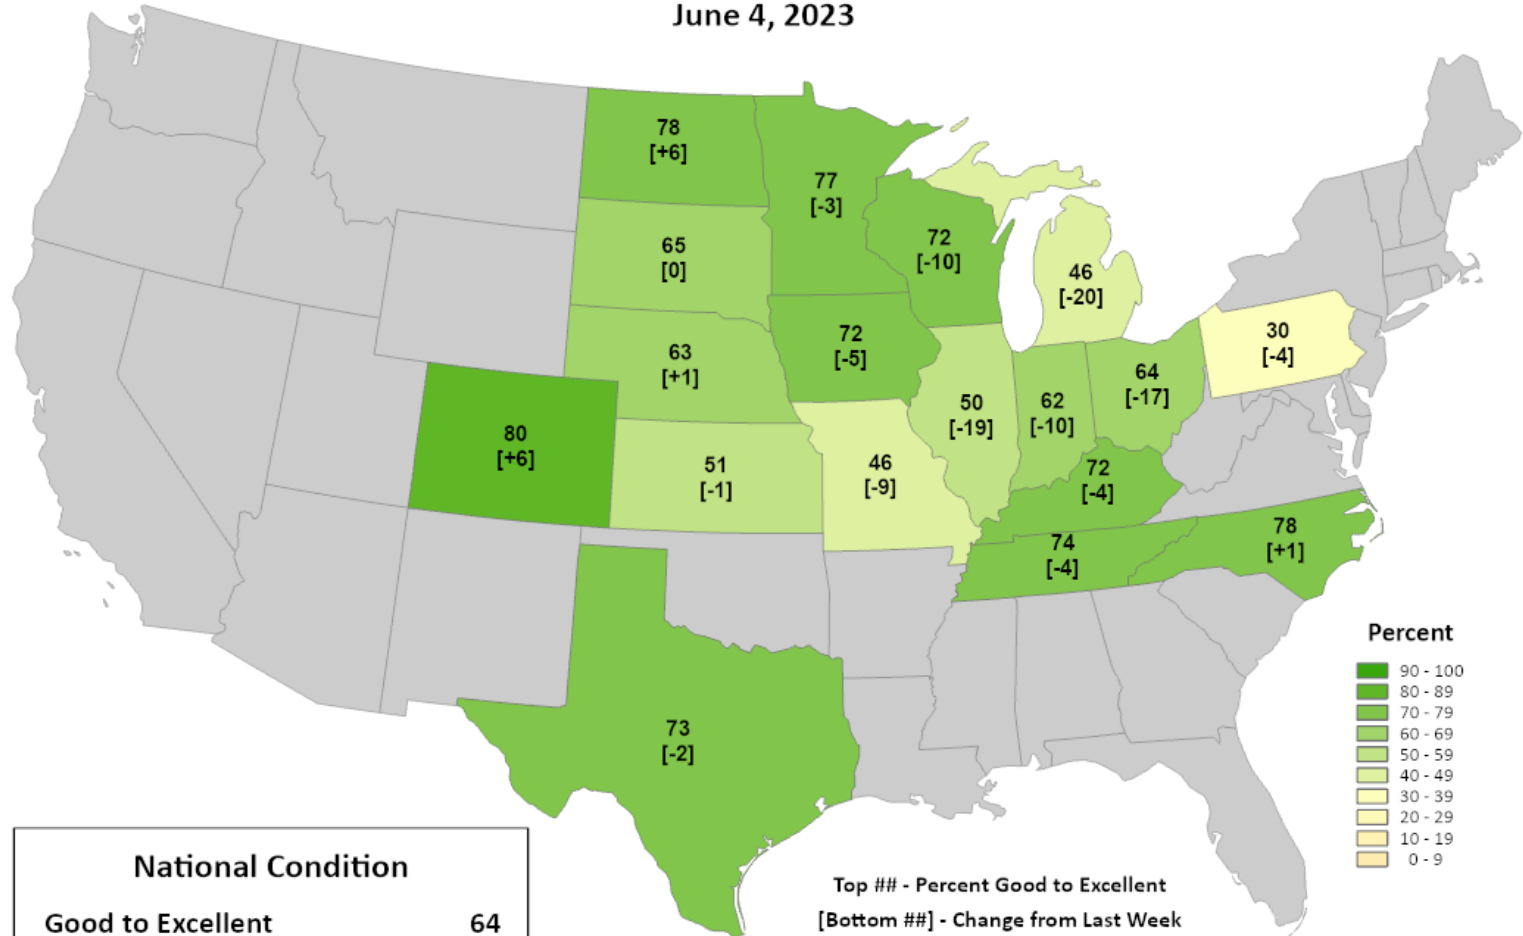 June 4, 2023
78
[+6]
77
[-3]
72
[-10]
65
[0]
46
[-20]
30
[-4]
72
[-5]
63
[+1]
64
[-17]
50
[-19]
62
[-10]
80
[+6]
51
[-1]
46
[-9]
72
[-4]
78
[+1]
74
[-4]
73
[-2]
Percent
90 - 100
80 - 89
70 - 79
60 - 69
50 - 59
40 - 49
30 - 39
20 - 29
10 - 19
0 - 9
National Condition
Good to Excellent 64
Top ## - Percent Good to Excellent
[Bottom ##] - Change from Last Week